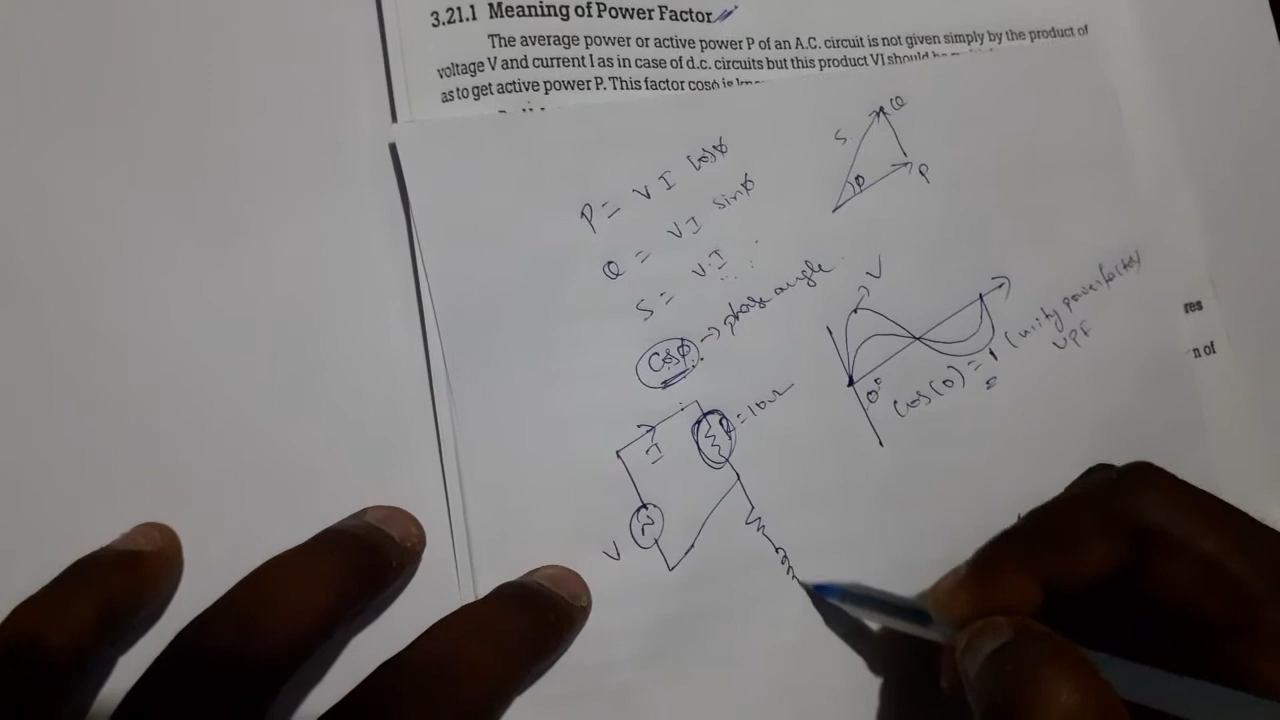 3.21.1 Meaning of Power Factor
The average power or active power P of an A.C. circuit is not given simply by the product of
voltage V and current I as in case of d.c. circuits but this product VI should be
as to get active power P. This factor cosϕ is
P = V I cosϕ
Q = VI sinϕ
S = V.I
cosϕ → phase angle
S
Q
ϕ
P
V
0°
cos(0) = 1 (unity power factor)
UPF
I
R=10Ω
V
res
n of